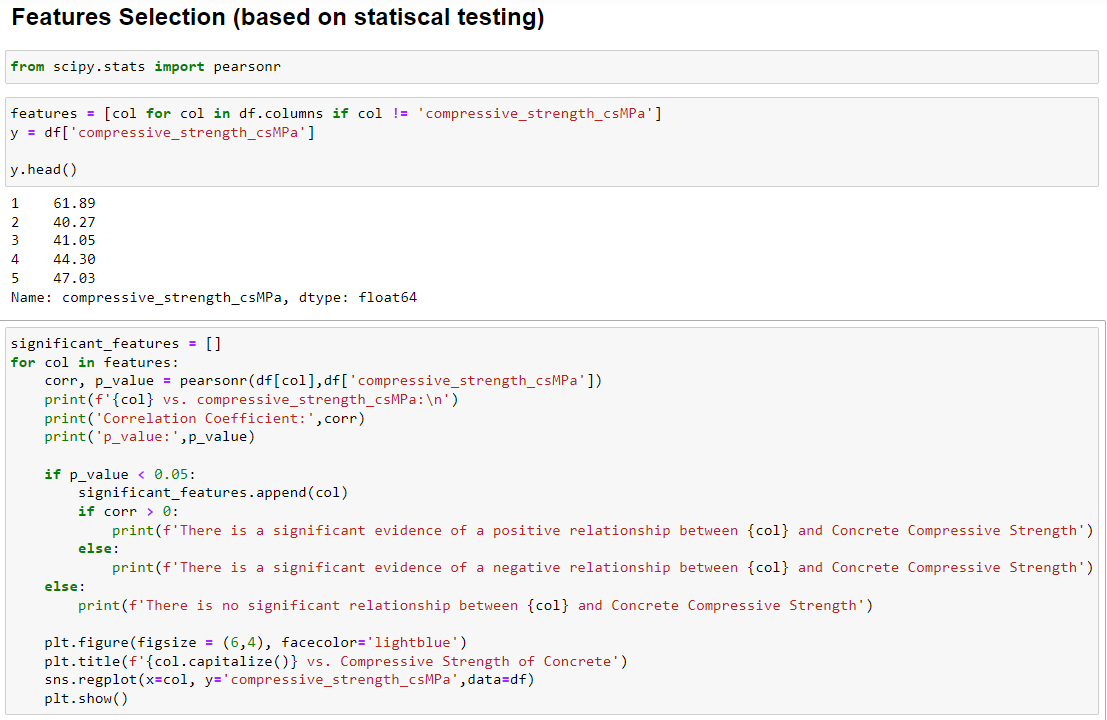 Features Selection (based on statiscal testing)
from scipy.stats import pearsonr
features = [col for col in df.columns if col != 'compressive_strength_csMPa']
y = df['compressive_strength_csMPa']
y.head()
1    61.89
2    40.27
3    41.05
4    44.30
5    47.03
Name: compressive_strength_csMPa, dtype: float64
significant_features = []
for col in features:
    corr, p_value = pearsonr(df[col],df['compressive_strength_csMPa'])
    print(f'{col} vs. compressive_strength_csMPa:\n')
    print('Correlation Coefficient:',corr)
    print('p_value:',p_value)
    if p_value < 0.05:
        significant_features.append(col)
        if corr > 0:
            print(f'There is a significant evidence of a positive relationship between {col} and Concrete Compressive Strength')
        else:
            print(f'There is a significant evidence of a negative relationship between {col} and Concrete Compressive Strength')
    else:
        print(f'There is no significant relationship between {col} and Concrete Compressive Strength')
    plt.figure(figsize = (6,4), facecolor='lightblue')
    plt.title(f'{col.capitalize()} vs. Compressive Strength of Concrete')
    sns.regplot(x=col, y='compressive_strength_csMPa',data=df)
    plt.show()